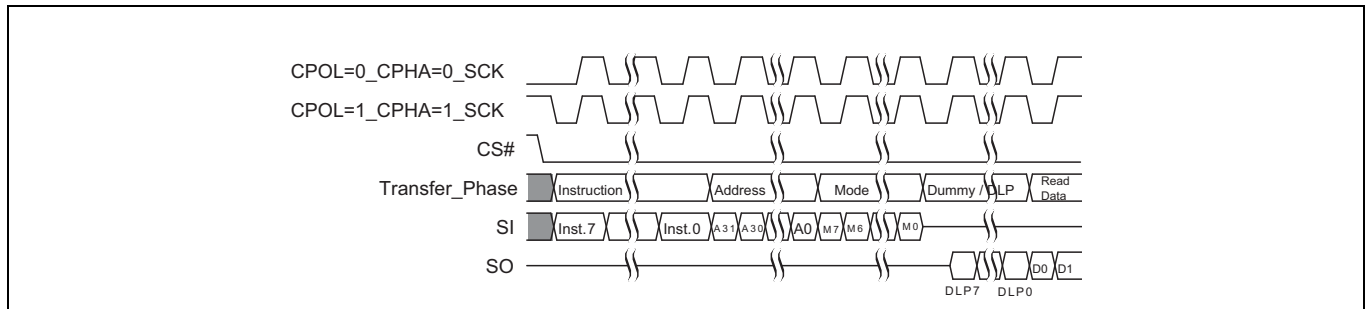 CPOL=0_CPHA=0_SCK
CPOL=1_CPHA=1_SCK
CS#
Transfer_Phase Instruction Address Mode Dummy / DLP Read Data
SI Inst.7 Inst.0 A31 A30 A0 M7 M6 M0
SO D0 D1
DLP7 DLP0